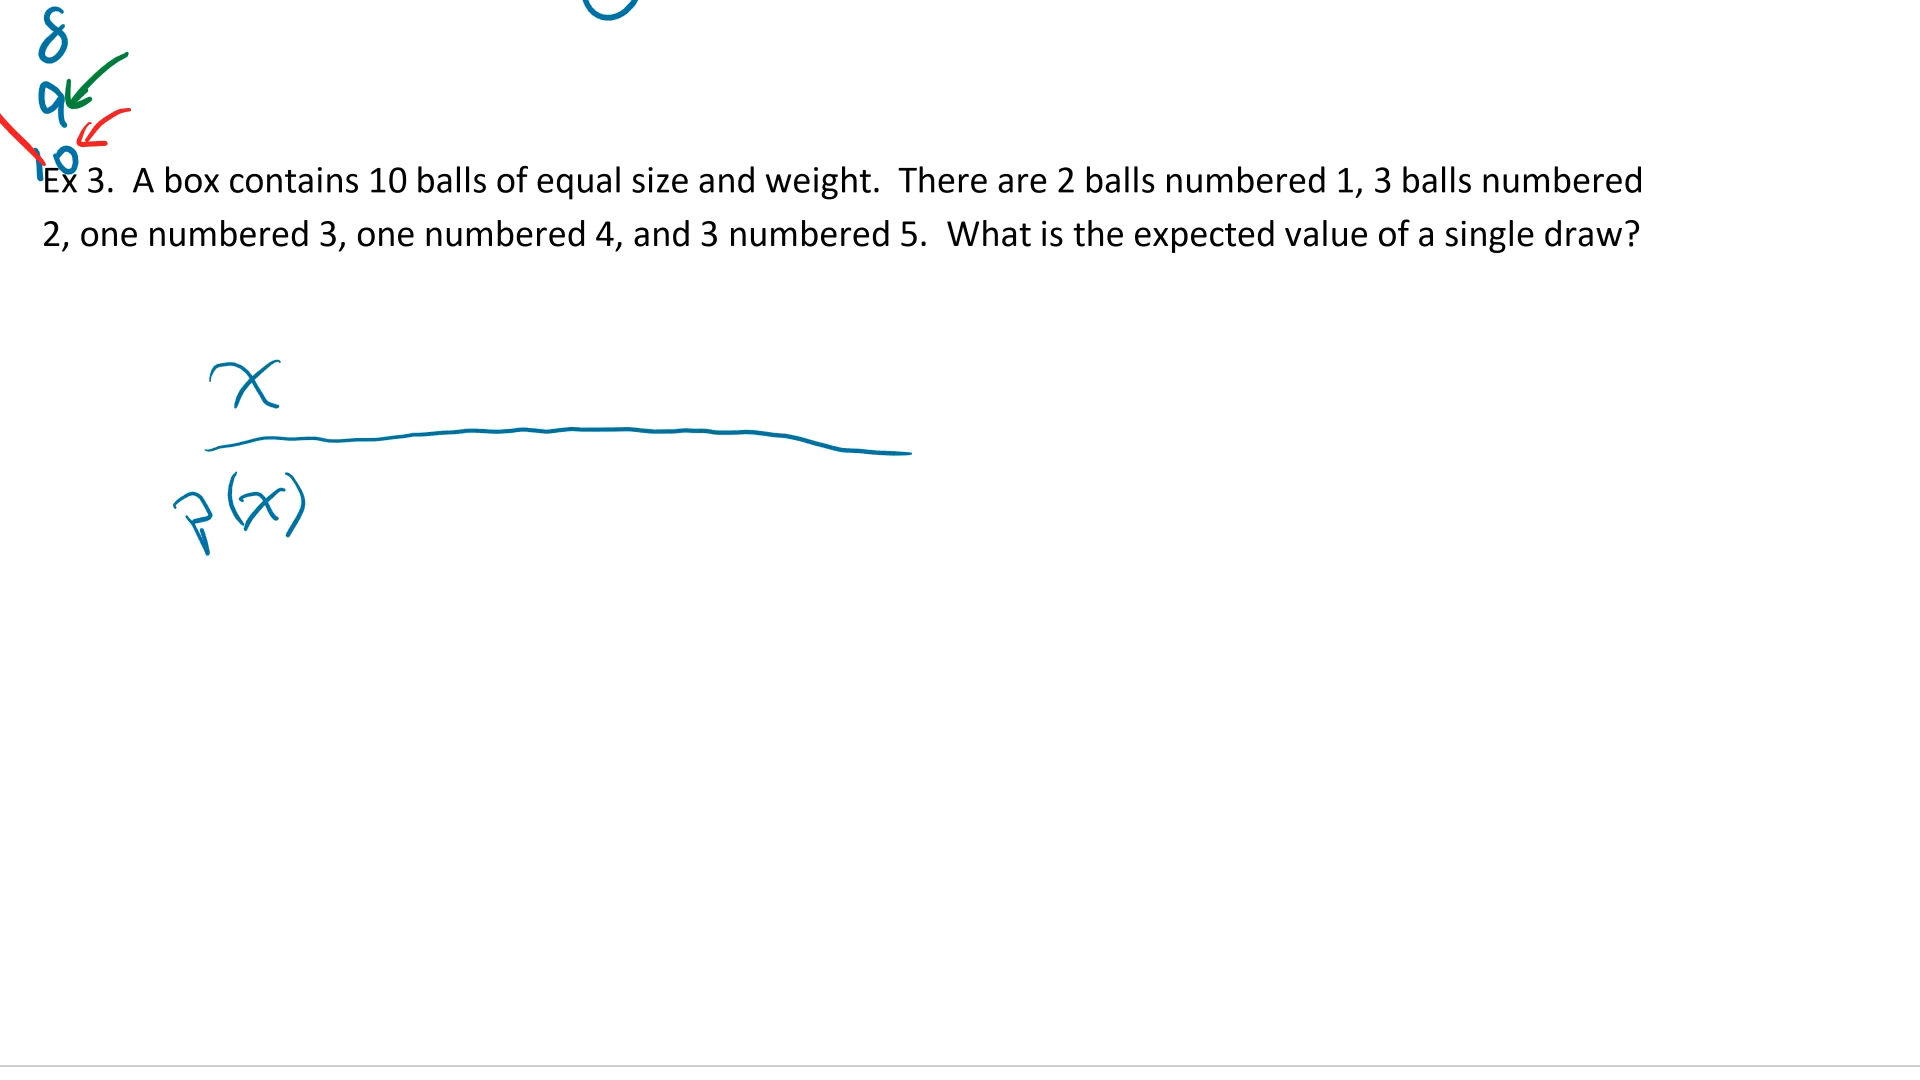 8
9
10
Ex 3. A box contains 10 balls of equal size and weight. There are 2 balls numbered 1, 3 balls numbered
2, one numbered 3, one numbered 4, and 3 numbered 5. What is the expected value of a single draw?
x
P(x)